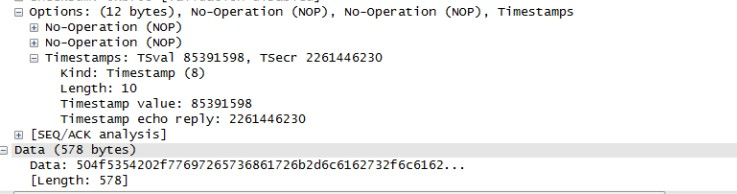 Options: (12 bytes), No-Operation (NOP), No-Operation (NOP), Timestamps
No-Operation (NOP)
No-Operation (NOP)
Timestamps: TSval 85391598, TSecr 2261446230
Kind: Timestamp (8)
Length: 10
Timestamp value: 85391598
Timestamp echo reply: 2261446230
[SEQ/ACK analysis]
Data (578 bytes)
Data: 504f5354202f77697265736861726b2d6c6162732f6c6162...
[Length: 578]